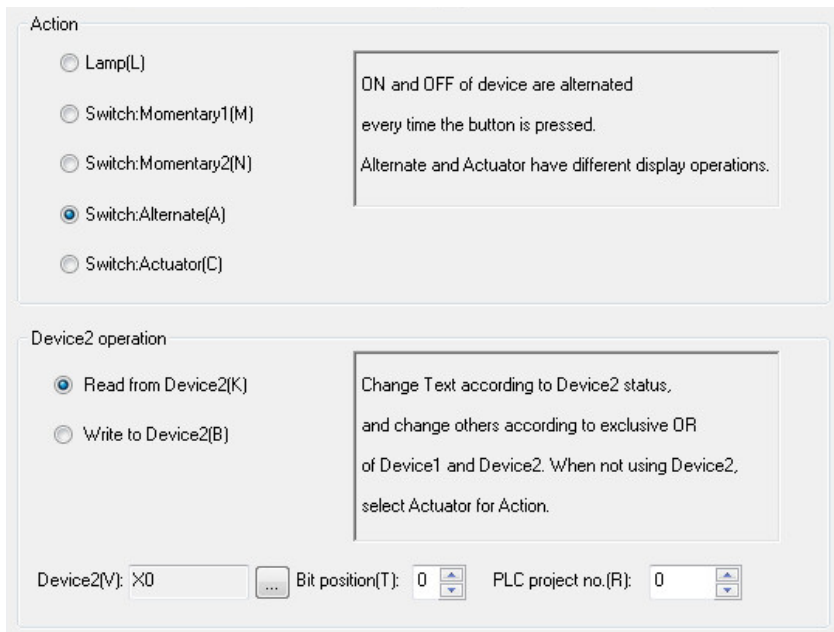 Action
Lamp(L)
Switch:Momentary1(M)
Switch:Momentary2(N)
Switch:Alternate(A)
Switch:Actuator(C)
ON and OFF of device are alternated
every time the button is pressed.
Alternate and Actuator have different display operations.
Device2 operation
Read from Device2(K)
Write to Device2(B)
Change Text according to Device2 status,
and change others according to exclusive OR
of Device1 and Device2. When not using Device2,
select Actuator for Action.
Device2(V): X0 ... Bit position(T): 0 PLC project no.(R): 0